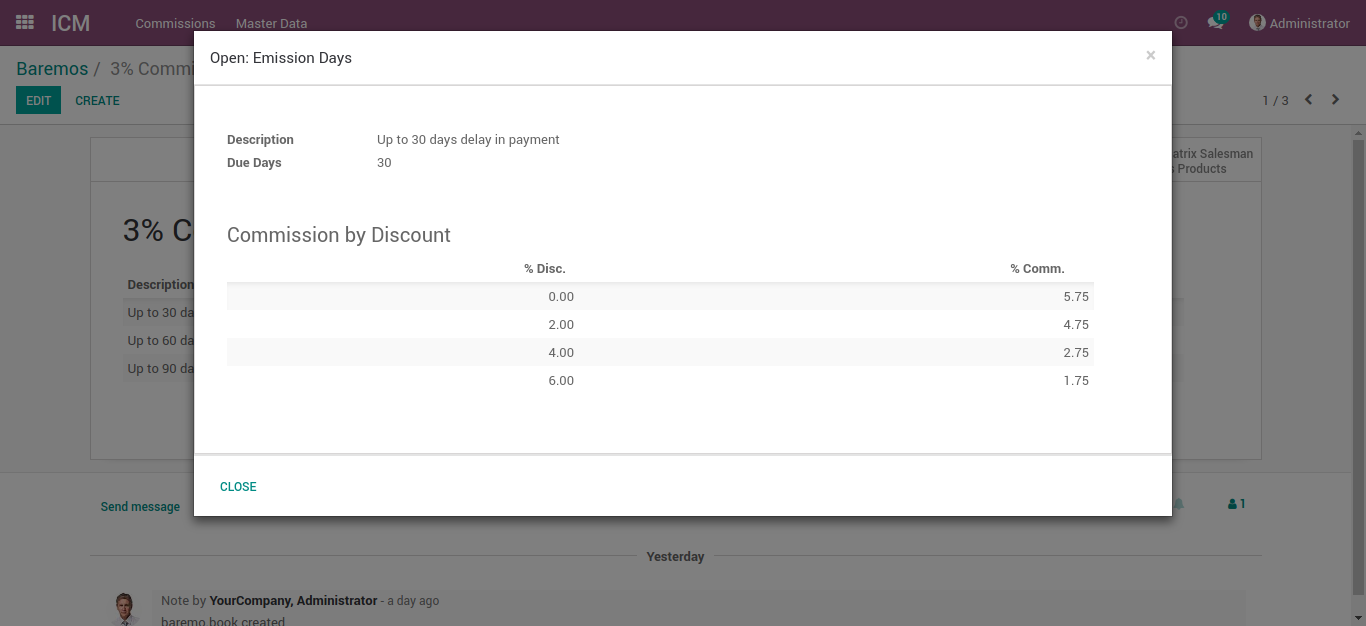 ICM Commissions Master Data 10 Administrator
Open: Emission Days ×
Baremos / 3% Commi
EDIT CREATE 1 / 3
Description Up to 30 days delay in payment
Due Days 30
atrix Salesman
s Products
3% C
Commission by Discount
% Disc. % Comm.
Description
0.00 5.75
Up to 30 da
2.00 4.75
Up to 60 da
4.00 2.75
Up to 90 da
6.00 1.75
CLOSE
Send message 1
Yesterday
Note by YourCompany, Administrator - a day ago
baremo book created